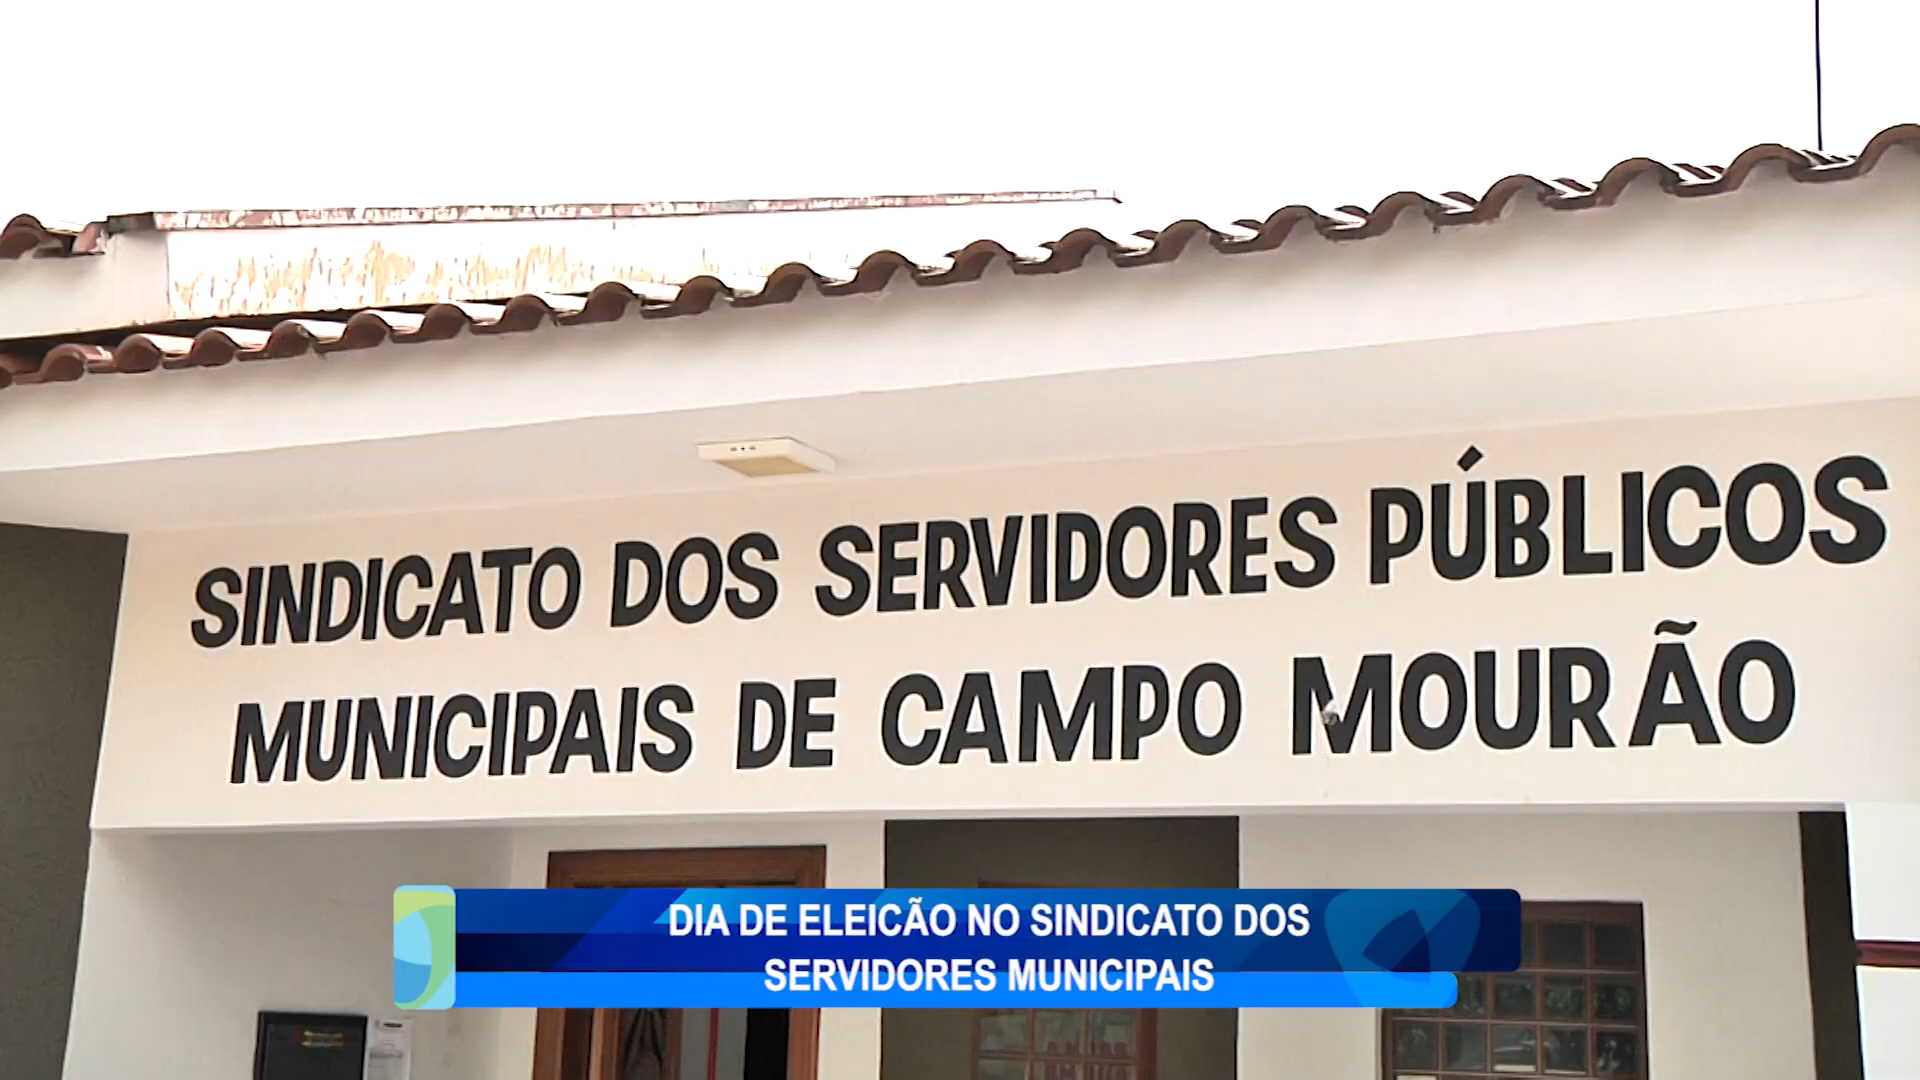 SINDICATO DOS SERVIDORES PÚBLICOS
MUNICIPAIS DE CAMPO MOURÃO
DIA DE ELEICÃO NO SINDICATO DOS
SERVIDORES MUNICIPAIS